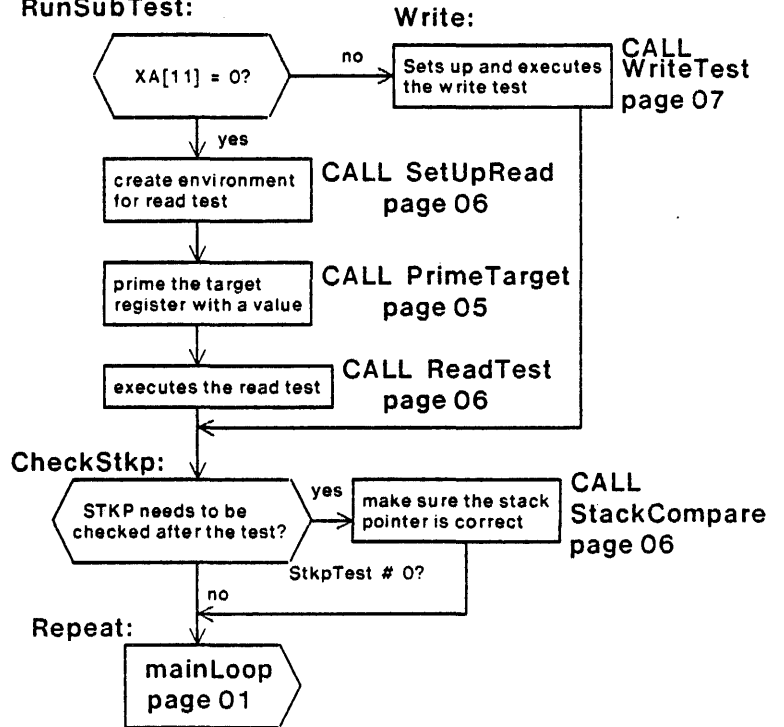 RunSubTest:
Write:
XA[11] = 0?
no
Sets up and executes
the write test
CALL
WriteTest
page 07
yes
create environment
for read test
CALL SetUpRead
page 06
prime the target
register with a value
CALL PrimeTarget
page 05
executes the read test
CALL ReadTest
page 06
CheckStkp:
STKP needs to be
checked after the test?
yes
make sure the stack
pointer is correct
CALL
StackCompare
page 06
StkpTest # 0?
no
Repeat:
mainLoop
page 01